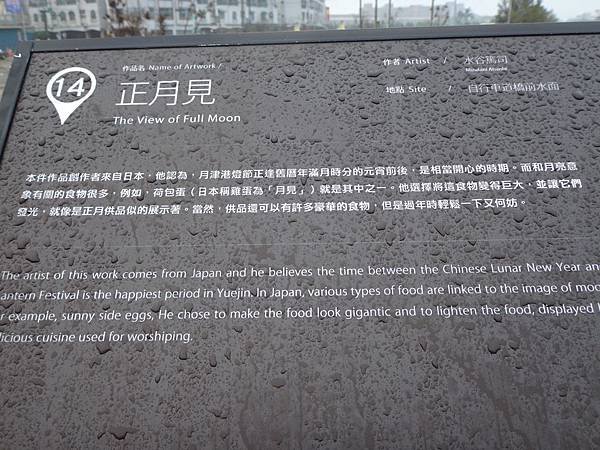 14
作品名 Name of Artwork /
正月見
The View of Full Moon
作者 Artist / 水谷篤司
Mizutani Atsushi
地點 Site / 自行車道橋前水面
本件作品創作者來自日本，他認為，月津港燈節正逢舊曆年滿月時分的元宵前後，是相當開心的時期。而和月亮意
象有關的食物很多，例如，荷包蛋（日本稱雞蛋為「月見」）就是其中之一。他選擇將這食物變得巨大，並讓它們
發光，就像是正月供品似的展示著。當然，供品還可以有許多豪華的食物，但是過年時輕鬆一下又何妨。
The artist of this work comes from Japan and he believes the time between the Chinese Lunar New Year an
antern Festival is the happiest period in Yuejin. In Japan, various types of food are linked to the image of moo
r example, sunny side eggs. He chose to make the food look gigantic and to lighten the food, displayed l
licious cuisine used for worshiping.